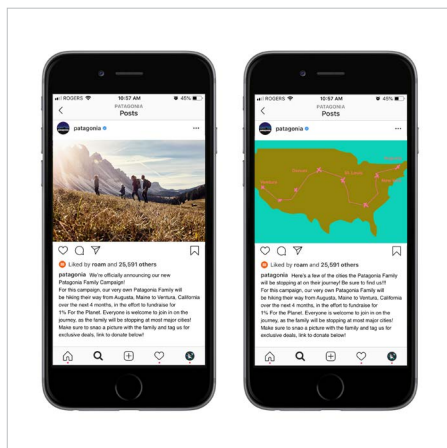 ROGERS
10:57 AM
45%
PATAGONIA
Posts
patagonia
Liked by roam and 25,591 others
patagonia We're officially announcing our new
Patagonia Family Campaign!
For this campaign, our very own Patagonia Family will
be hiking their way from Augusta, Maine to Ventura, California
over the next 4 months, in the effort to fundraise for
1% For the Planet. Everyone is welcome to join in on the
journey, as the family will be stopping at most major cities!
Make sure to snao a picture with the family and tag us for
exclusive deals, link to donate below!
ROGERS
10:57 AM
45%
PATAGONIA
Posts
patagonia
Ventura
Denver
St Louis
Liked by roam and 25,591 others
patagonia Here's a few of the cities the Patagonia Family
will be stopping at on their journey! Be sure to find us!!!
For this campaign, our very own Patagonia Family will
be hiking their way from Augusta, Maine to Ventura, California
over the next 4 months, in the effort to fundraise for
1% For the Planet. Everyone is welcome to join in on the
journey, as the family will be stopping at most major cities!
Make sure to snao a picture with the family and tag us for
exclusive deals, link to donate below!